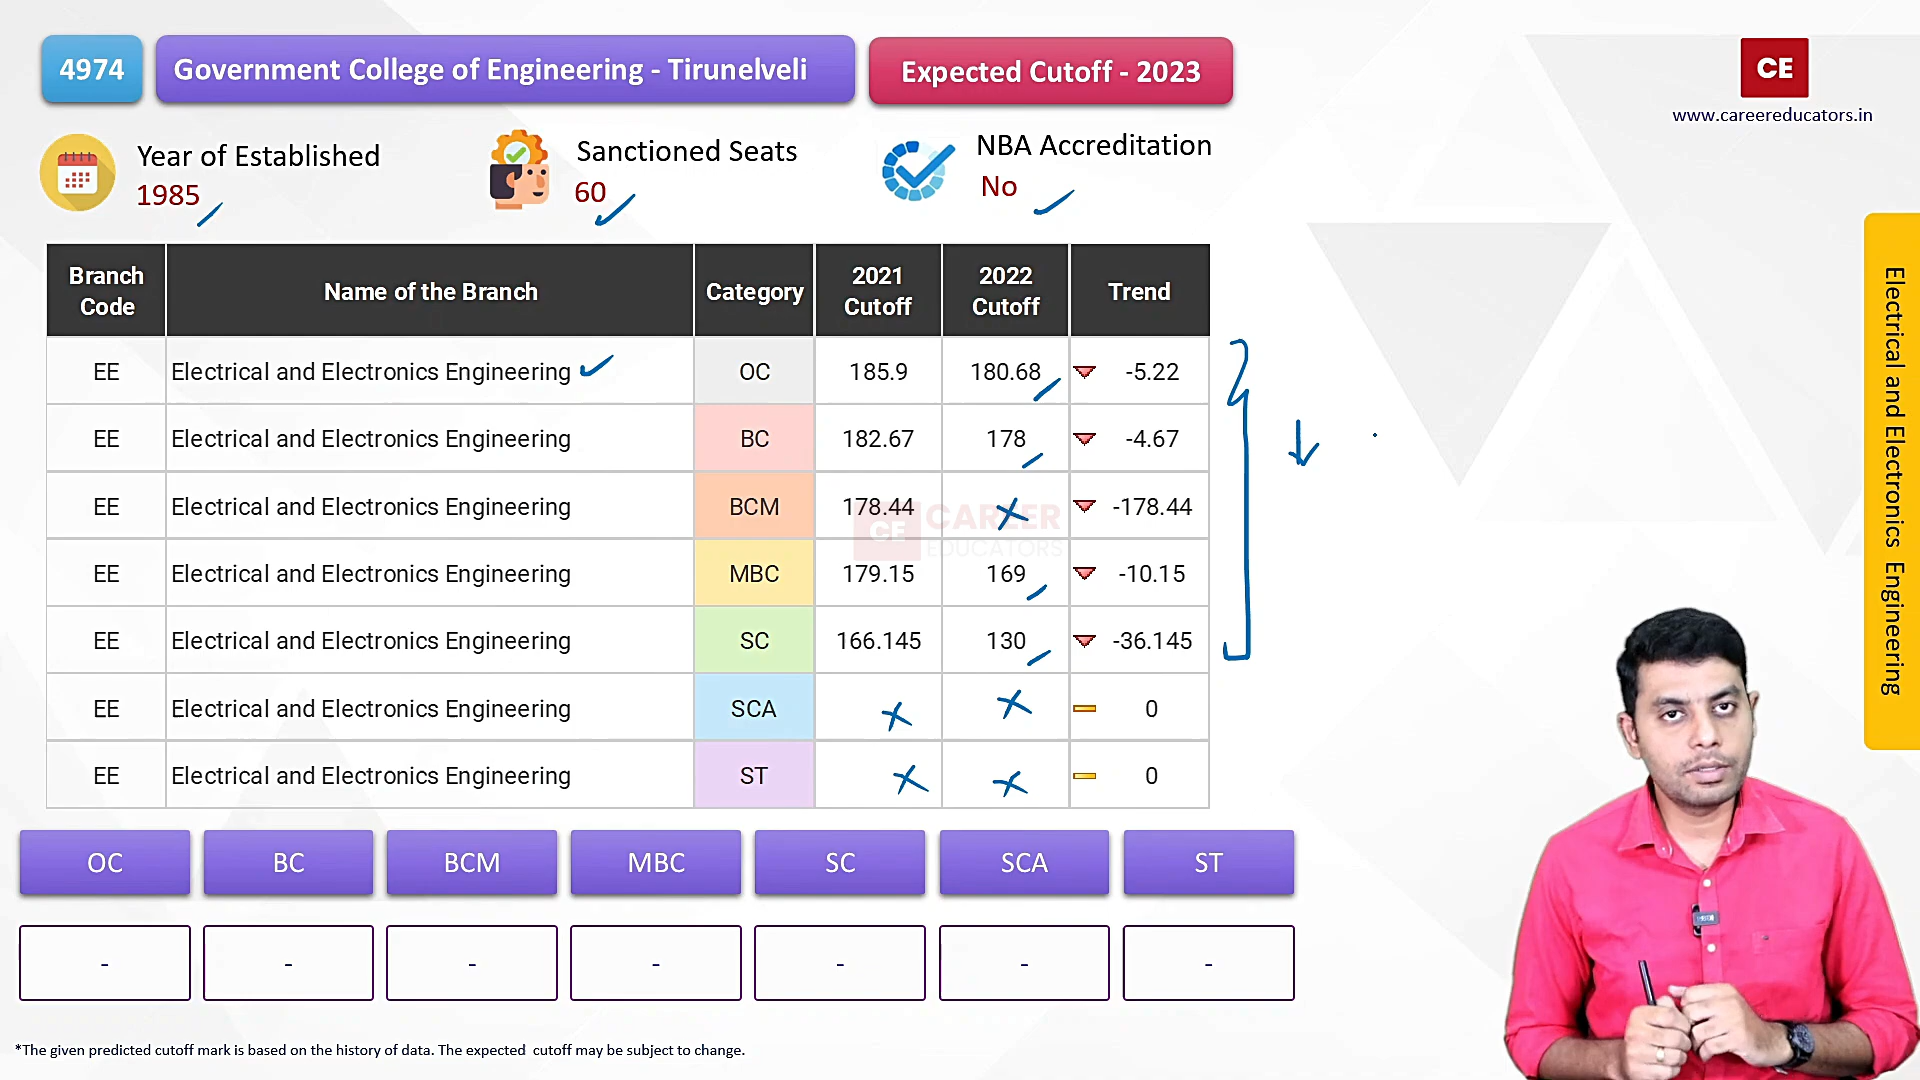 4974
Government College of Engineering - Tirunelveli
Expected Cutoff - 2023
CE
www.careereducators.in
Year of Established
1985
Sanctioned Seats
60
NBA Accreditation
No
Branch Code Name of the Branch Category 2021 Cutoff 2022 Cutoff Trend
EE Electrical and Electronics Engineering OC 185.9 180.68 -5.22
EE Electrical and Electronics Engineering BC 182.67 178 -4.67
EE Electrical and Electronics Engineering BCM 178.44 -178.44
CE CAREER
EDUCATORS
EE Electrical and Electronics Engineering MBC 179.15 169 -10.15
EE Electrical and Electronics Engineering SC 166.145 130 -36.145
EE Electrical and Electronics Engineering SCA 0
EE Electrical and Electronics Engineering ST 0
OC BC BCM MBC SC SCA ST
- - - - - - -
*The given predicted cutoff mark is based on the history of data. The expected cutoff may be subject to change.
Electrical and Electronics Engineering